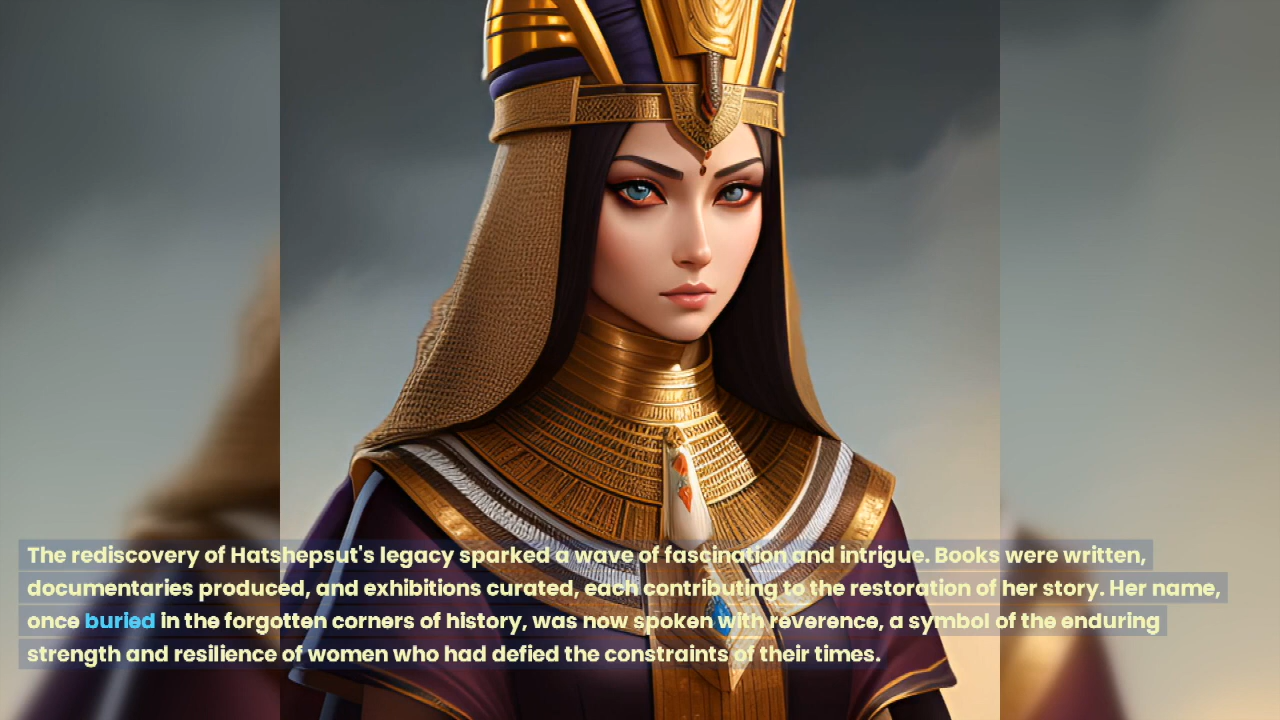 The rediscovery of Hatshepsut's legacy sparked a wave of fascination and intrigue. Books were written,
documentaries produced, and exhibitions curated, each contributing to the restoration of her story. Her name,
once buried in the forgotten corners of history, was now spoken with reverence, a symbol of the enduring
strength and resilience of women who had defied the constraints of their times.